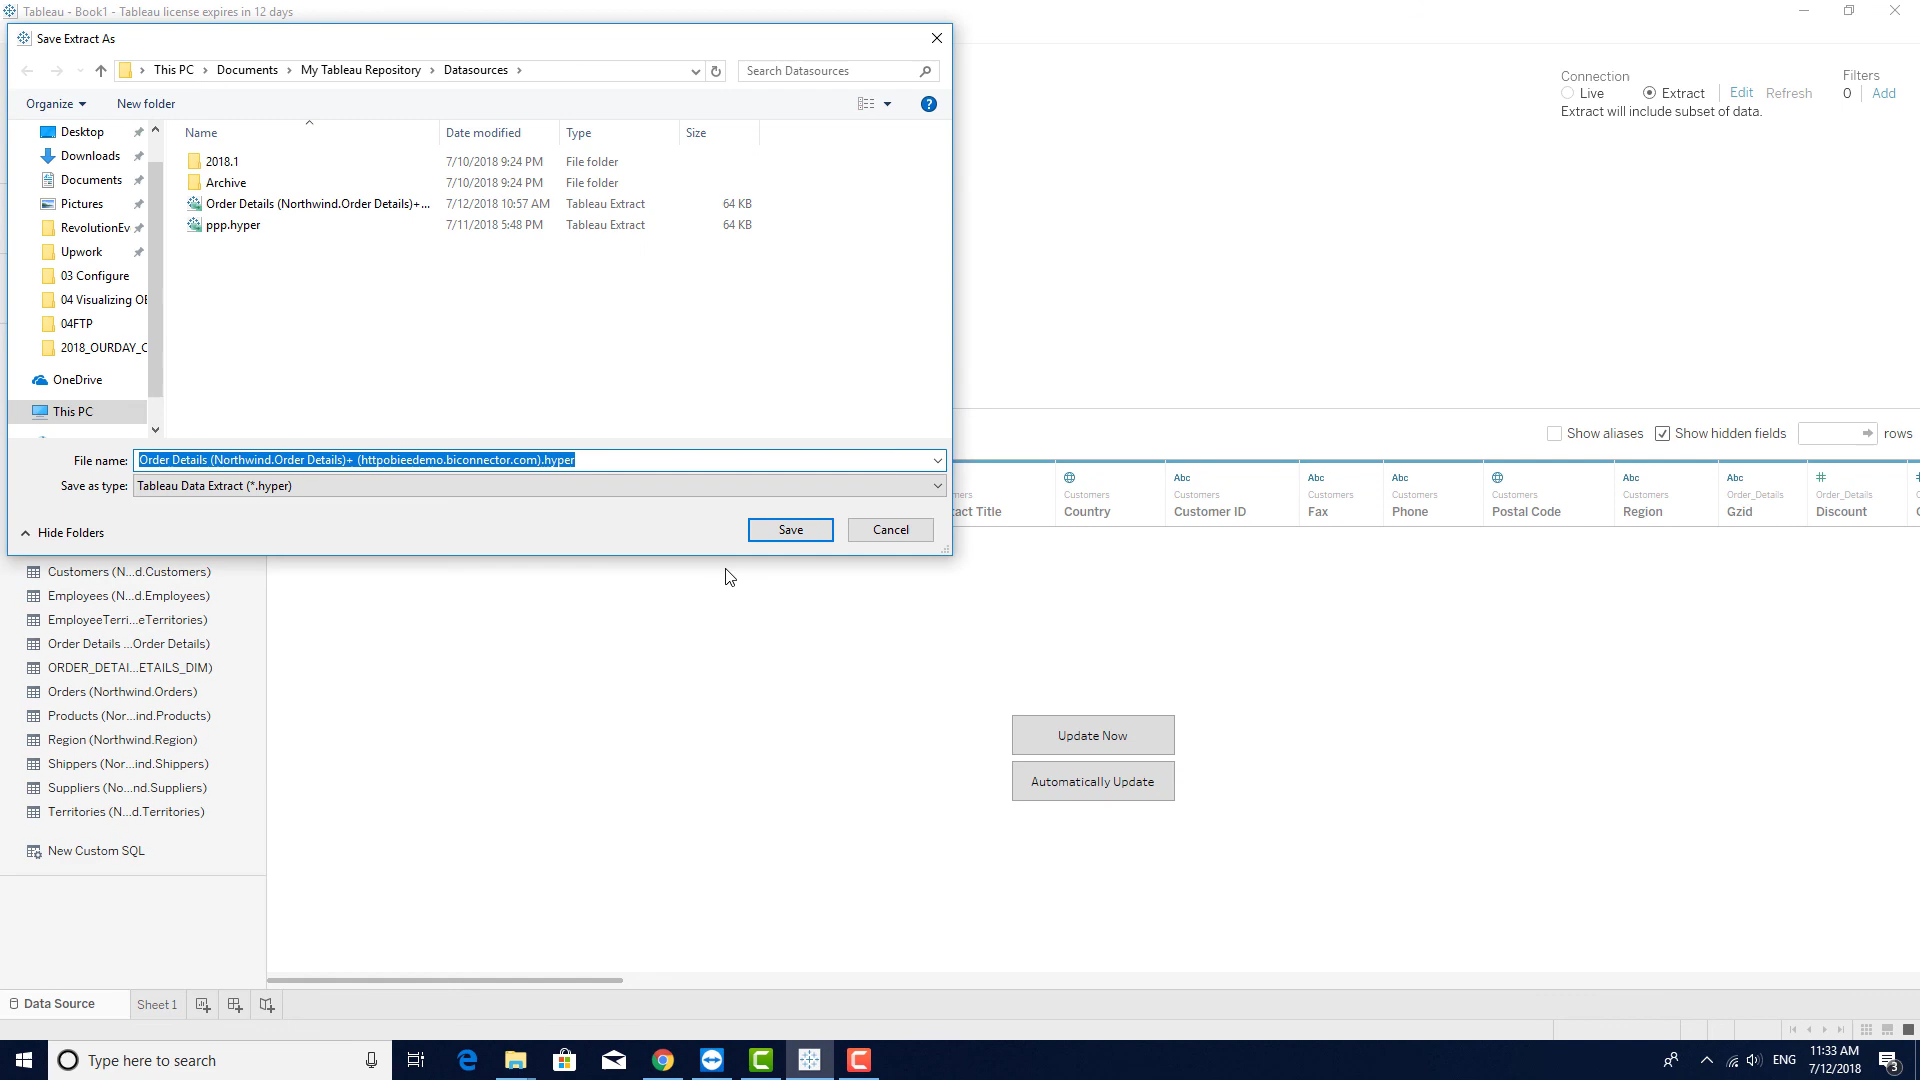 Tableau - Book1 - Tableau license expires in 12 days
Save Extract As
This PC > Documents > My Tableau Repository > Datasources >
Search Datasources
Organize
New folder
Name Date modified Type Size
Desktop
Downloads
Documents
Pictures
RevolutionEv
Upwork
03 Configure
04 Visualizing OB
04FTP
2018_OURDAY_C
OneDrive
This PC
2018.1 7/10/2018 9:24 PM File folder
Archive 7/10/2018 9:24 PM File folder
Order Details (Northwind.Order Details)+... 7/12/2018 10:57 AM Tableau Extract 64 KB
ppp.hyper 7/11/2018 5:48 PM Tableau Extract 64 KB
File name: Order Details (Northwind.Order Details)+ (httpobieedemo.biconnector.com).hyper
Save as type: Tableau Data Extract (*.hyper)
Hide Folders
Save
Cancel
Connection
Live Extract Edit Refresh
Extract will include subset of data.
Filters
0 Add
Show aliases Show hidden fields rows
Customers
tact Title
Customers
Country
Abc
Customers
Customer ID
Abc
Customers
Fax
Abc
Customers
Phone
Customers
Postal Code
Abc
Customers
Region
Abc
Order_Details
Gzid
#
Order_Details
Discount
Customers (N...d.Customers)
Employees (N...d.Employees)
EmployeeTerri...eTerritories)
Order Details ...Order Details)
ORDER_DETAI...ETAILS_DIM)
Orders (Northwind.Orders)
Products (Nor...ind.Products)
Region (Northwind.Region)
Shippers (Nor...ind.Shippers)
Suppliers (No...nd.Suppliers)
Territories (N...d.Territories)
New Custom SQL
Update Now
Automatically Update
Data Source
Sheet 1
Type here to search
ENG
11:33 AM
7/12/2018
3